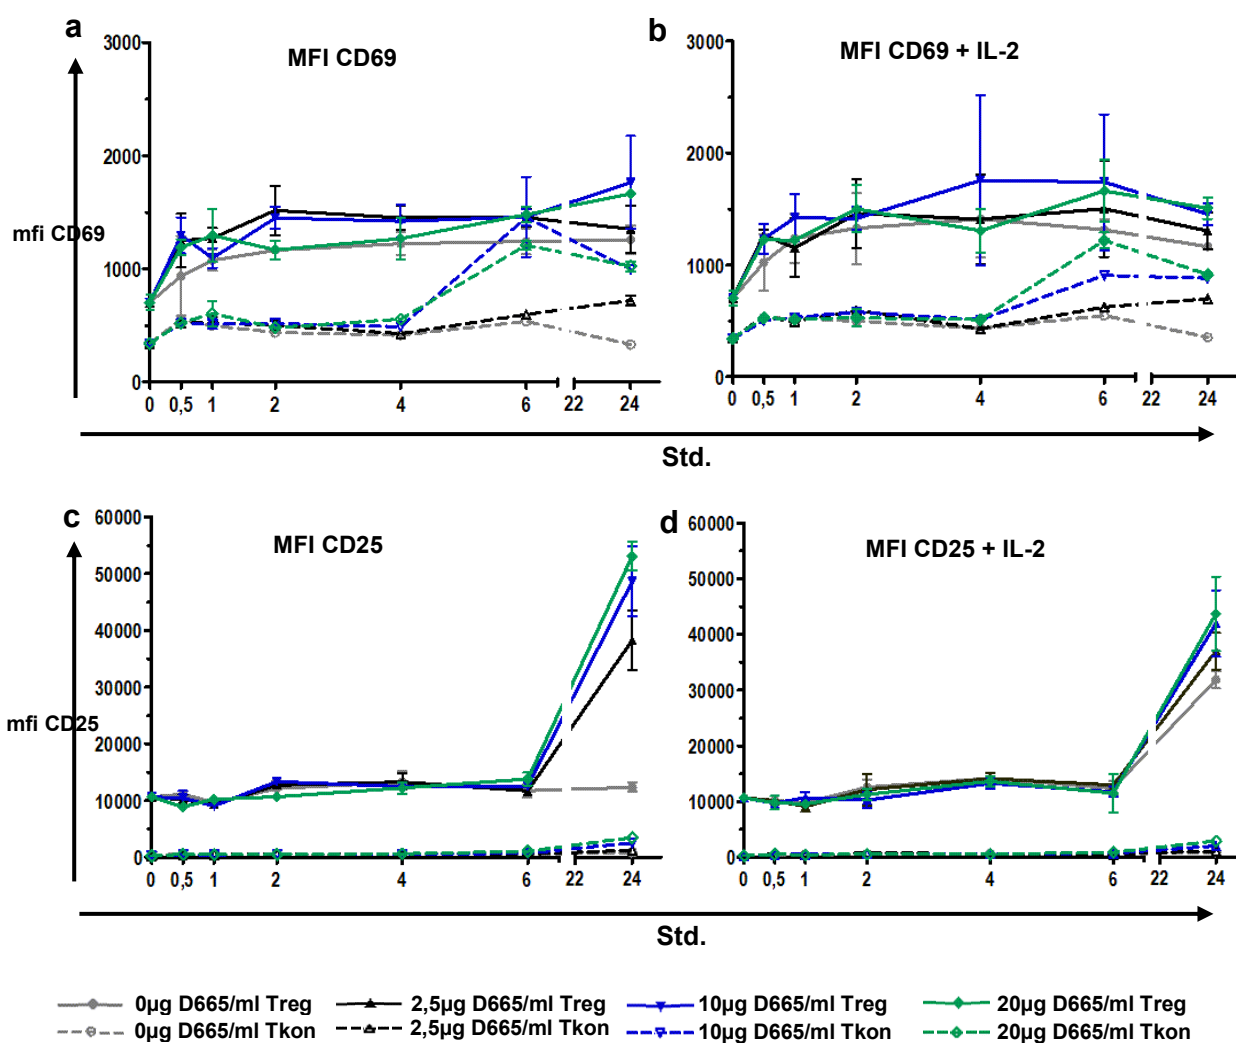 a
MFI CD69
3000
2000
1000
0
mfi CD69
0 0,5 1 2 4 6 22 24
b
MFI CD69 + IL-2
3000
2000
1000
0
0 0,5 1 2 4 6 22 24
Std.
c
MFI CD25
60000
50000
40000
30000
20000
10000
0
mfi CD25
0 0,5 1 2 4 6 22 24
d
MFI CD25 + IL-2
60000
50000
40000
30000
20000
10000
0
0 0,5 1 2 4 6 22 24
Std.
0µg D665/ml Treg
2,5µg D665/ml Treg
10µg D665/ml Treg
20µg D665/ml Treg
0µg D665/ml Tkon
2,5µg D665/ml Tkon
10µg D665/ml Tkon
20µg D665/ml Tkon